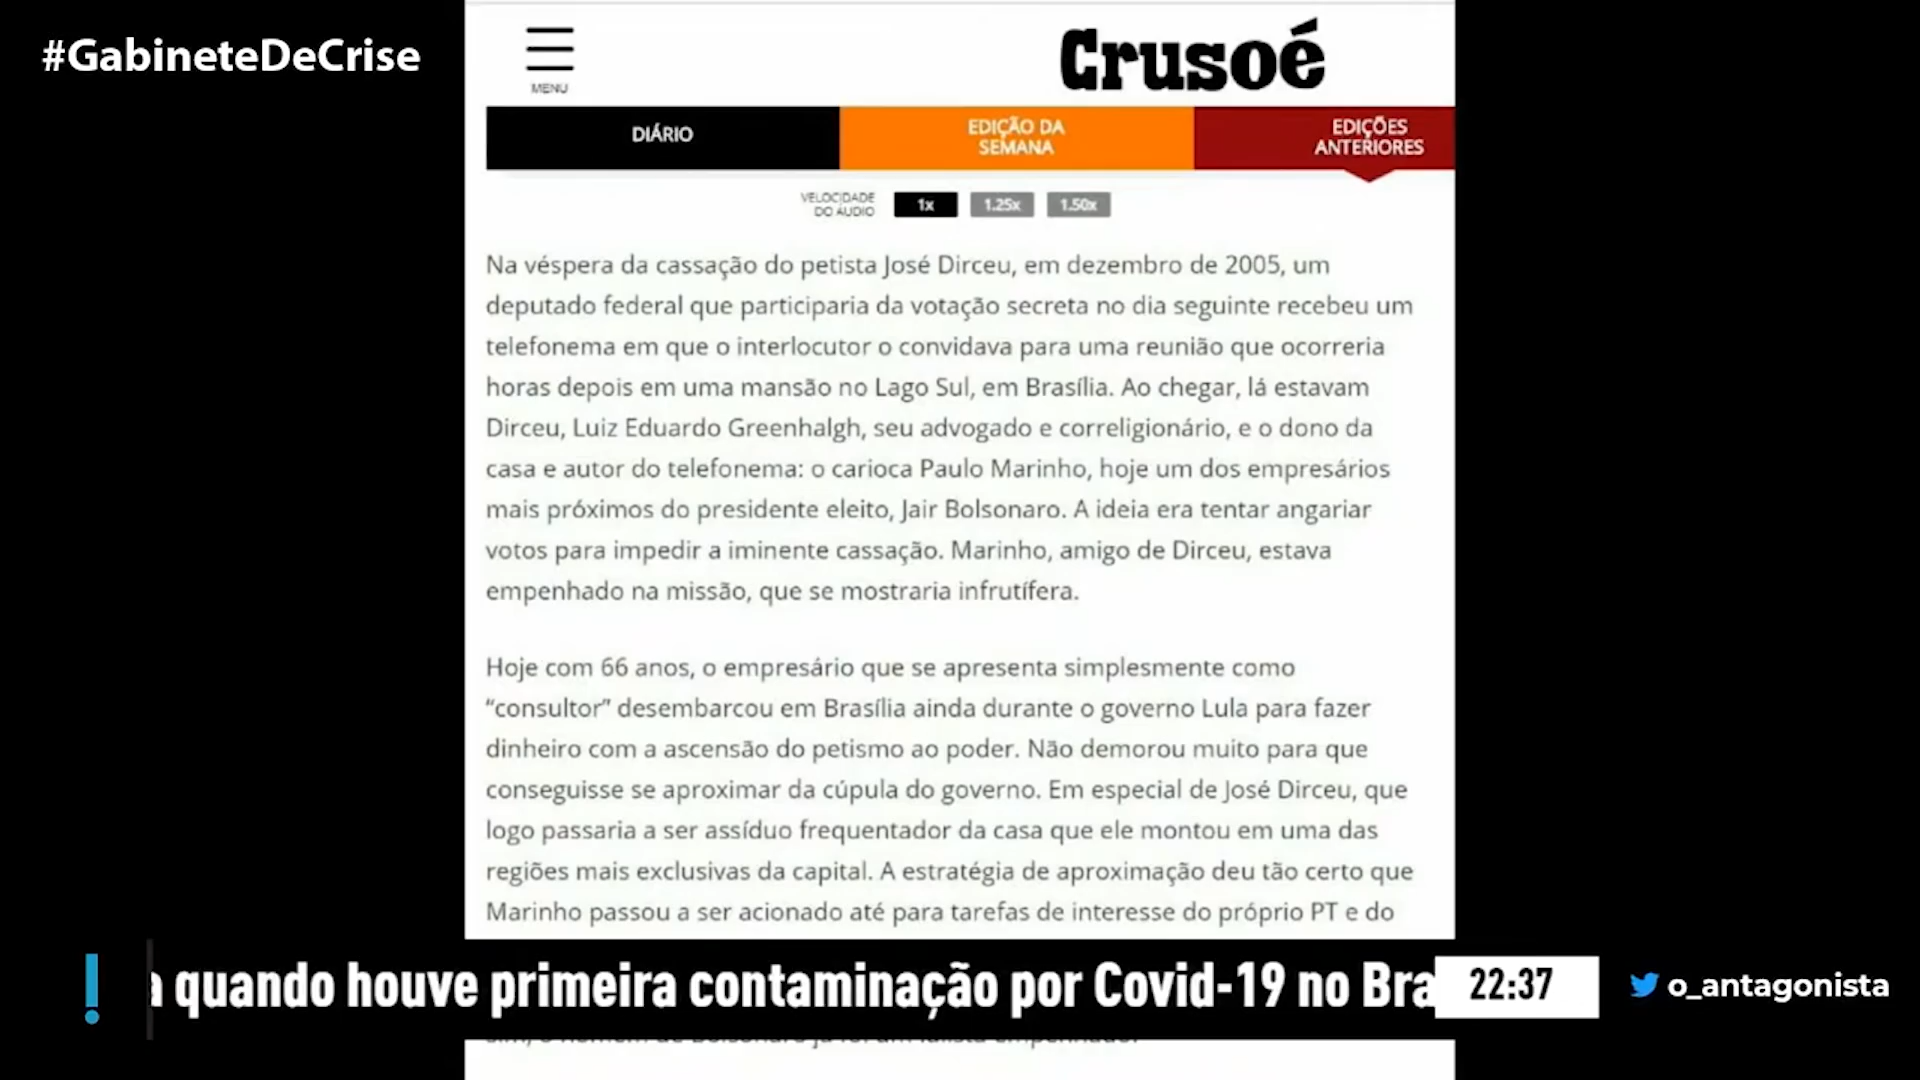 #GabineteDeCrise
MENU
Crusoé
DIÁRIO
EDIÇÃO DA
SEMANA
EDIÇÕES
ANTERIORES
VELOCIDADE
DO ÁUDIO
1x
1.25x
1.50x
Na véspera da cassação do petista José Dirceu, em dezembro de 2005, um
deputado federal que participaria da votação secreta no dia seguinte recebeu um
telefonema em que o interlocutor o convidava para uma reunião que ocorreria
horas depois em uma mansão no Lago Sul, em Brasília. Ao chegar, lá estavam
Dirceu, Luiz Eduardo Greenhalgh, seu advogado e correligionário, e o dono da
casa e autor do telefonema: o carioca Paulo Marinho, hoje um dos empresários
mais próximos do presidente eleito, Jair Bolsonaro. A ideia era tentar angariar
votos para impedir a iminente cassação. Marinho, amigo de Dirceu, estava
empenhado na missão, que se mostraria infrutífera.
Hoje com 66 anos, o empresário que se apresenta simplesmente como
“consultor” desembarcou em Brasília ainda durante o governo Lula para fazer
dinheiro com a ascensão do petismo ao poder. Não demorou muito para que
conseguisse se aproximar da cúpula do governo. Em especial de José Dirceu, que
logo passaria a ser assíduo frequentador da casa que ele montou em uma das
regiões mais exclusivas da capital. A estratégia de aproximação deu tão certo que
Marinho passou a ser acionado até para tarefas de interesse do próprio PT e do
a quando houve primeira contaminação por Covid-19 no Bra
22:37
o_antagonista